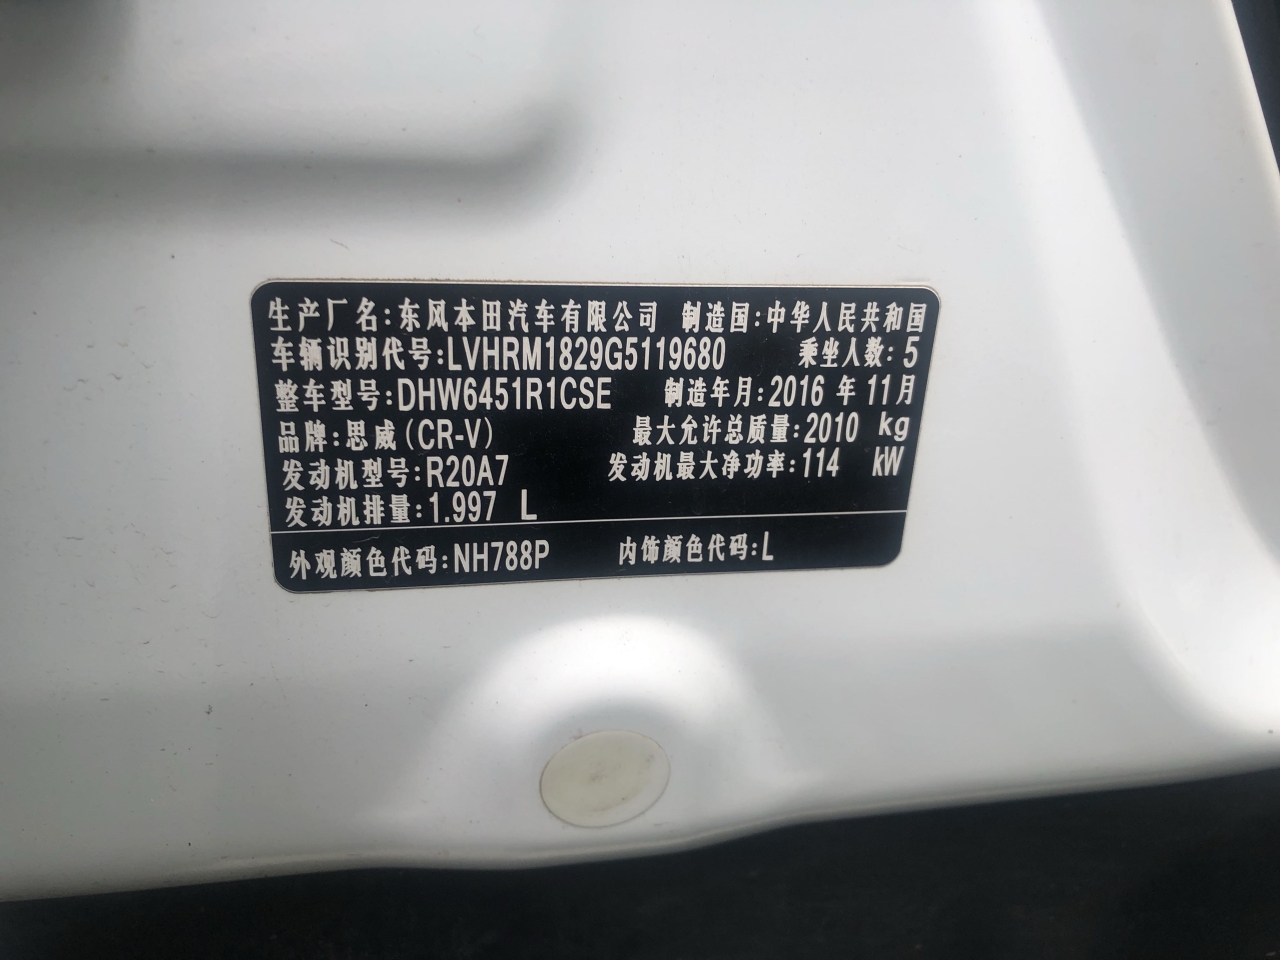 生产厂名:东风本田汽车有限公司 制造国:中华人民共和国
车辆识别代号:LVHRM1829G5119680 乘坐人数:5
整车型号:DHW6451R1CSE 制造年月:2016 年 11月
品牌:思威(CR-V) 最大允许总质量:2010 kg
发动机型号:R20A7 发动机最大净功率:114 kW
发动机排量:1.997 L
外观颜色代码:NH788P 内饰颜色代码:L